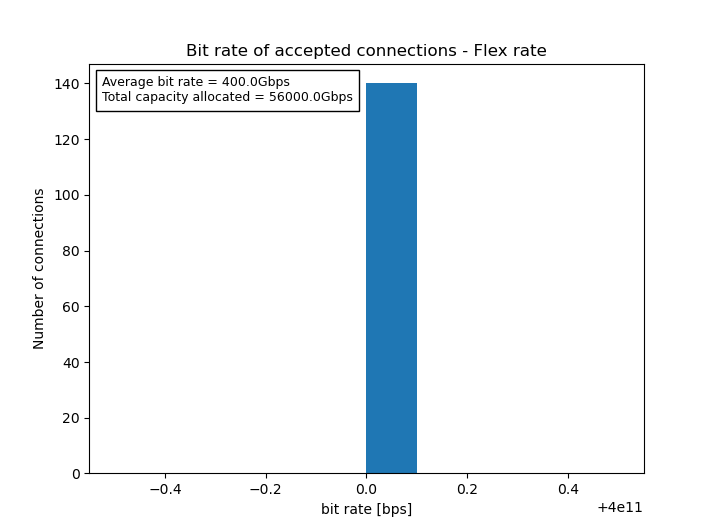 Bit rate of accepted connections - Flex rate
Average bit rate = 400.0Gbps
Total capacity allocated = 56000.0Gbps
140
120
100
80
60
40
20
0
Number of connections
−0.4 −0.2 0.0 0.2 0.4
+4e11
bit rate [bps]